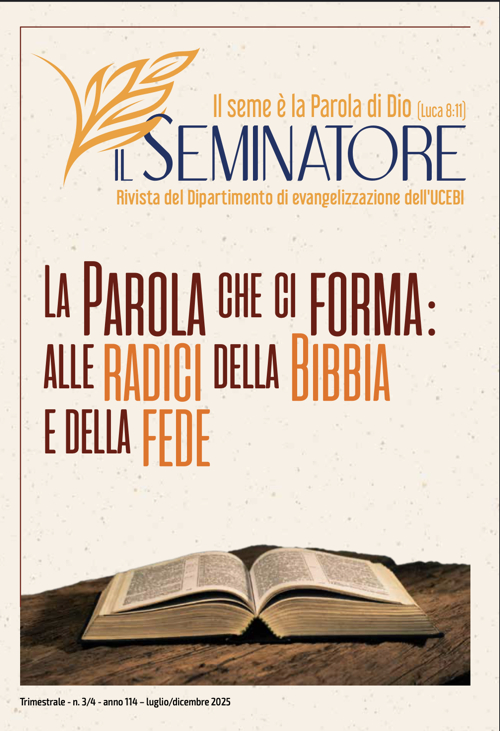 Il seme è la Parola di Dio (Luca 8:11)
IL SEMINATORE
Rivista del Dipartimento di evangelizzazione dell'UCEBI
LA PAROLA CHE CI FORMA:
ALLE RADICI DELLA BIBBIA
E DELLA FEDE
Trimestrale - n. 3/4 - anno 114 – luglio/dicembre 2025